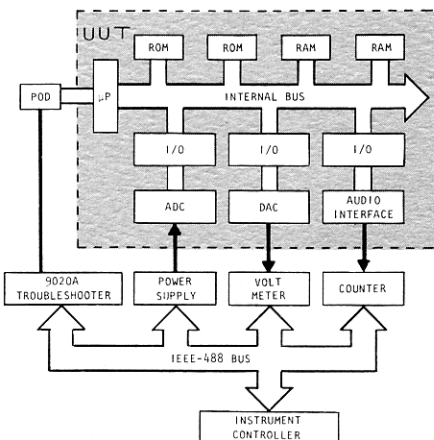 UUT
ROM
ROM
RAM
RAM
POD
μP
INTERNAL BUS
I/O
I/O
I/O
ADC
DAC
AUDIO
INTERFACE
9020A
TROUBLESHOOTER
POWER
SUPPLY
VOLT
METER
COUNTER
IEEE-488 BUS
INSTRUMENT
CONTROLLER